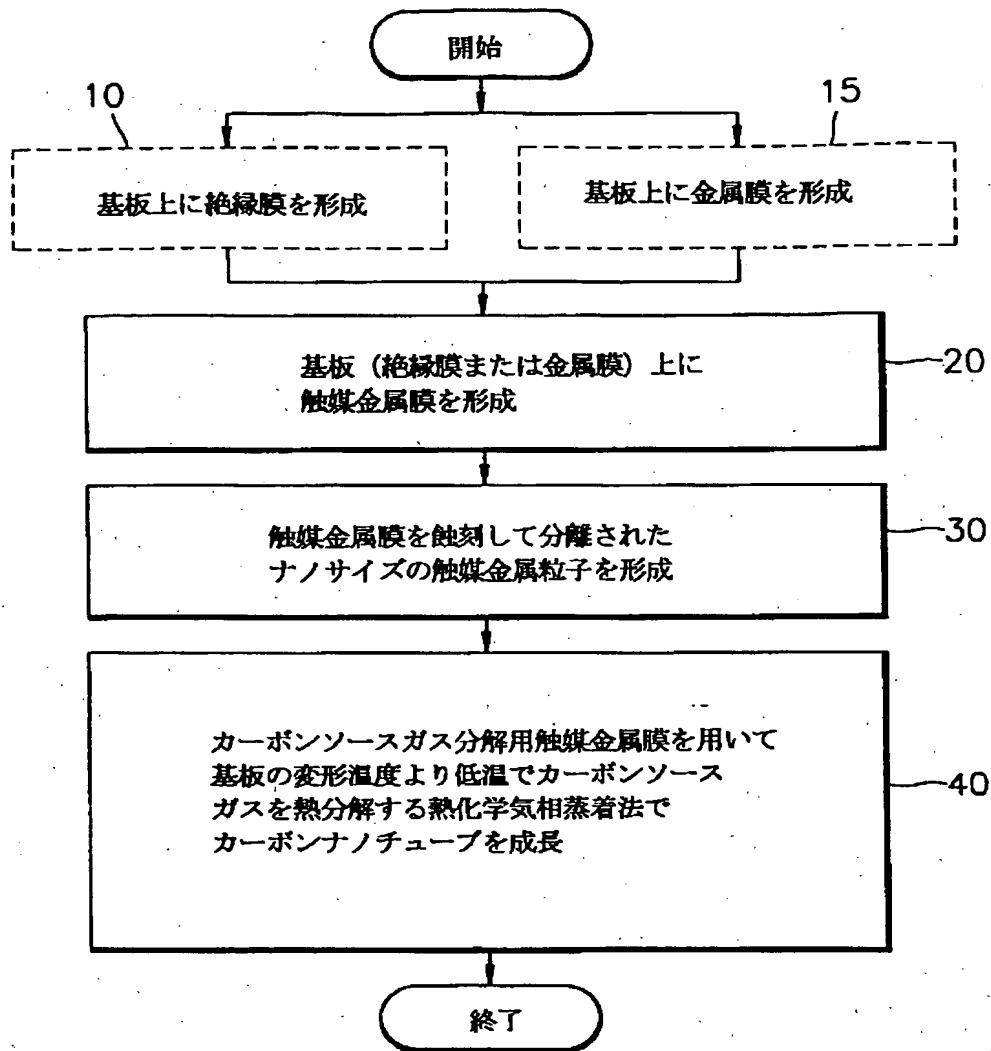 開始
10
15
基板上に絶縁膜を形成
基板上に金属膜を形成
基板（絶縁膜または金属膜）上に
触媒金属膜を形成
20
触媒金属膜を蝕刻して分離された
ナノサイズの触媒金属粒子を形成
30
カーボンソースガス分解用触媒金属膜を用いて
基板の変形温度より低温でカーボンソース
ガスを熱分解する熱化学気相蒸着法で
カーボンナノチューブを成長
40
終了